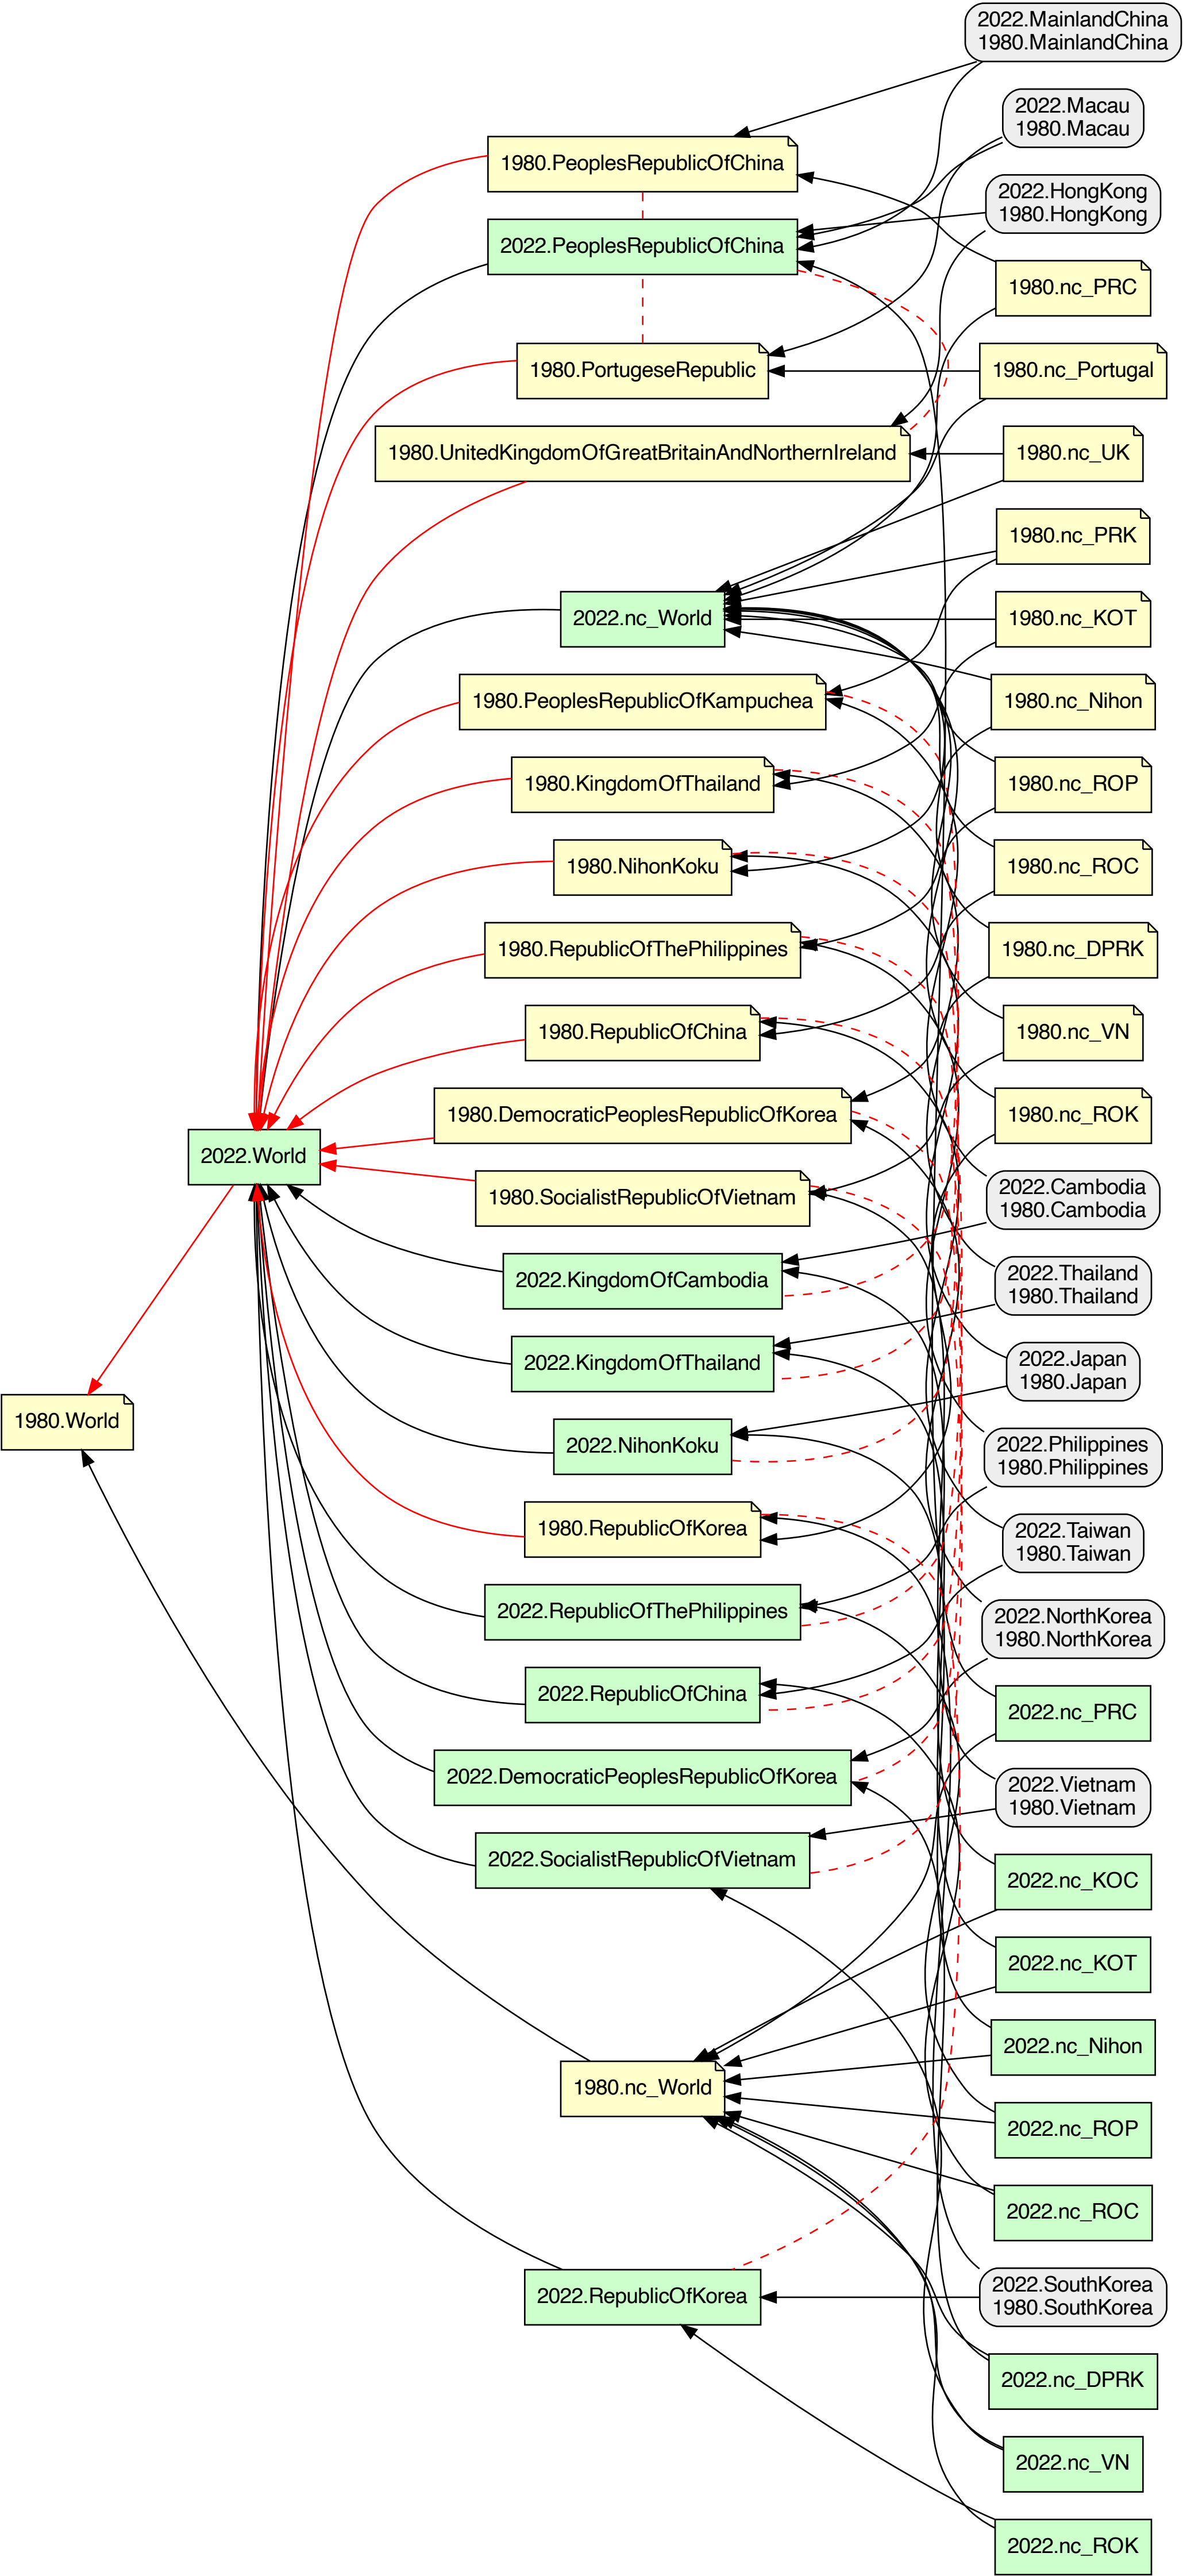 2022.MainlandChina
1980.MainlandChina
2022.Macau
1980.Macau
1980.PeoplesRepublicOfChina
2022.HongKong
1980.HongKong
2022.PeoplesRepublicOfChina
1980.nc_PRC
1980.PortugeseRepublic
1980.nc_Portugal
1980.UnitedKingdomOfGreatBritainAndNorthernIreland
1980.nc_UK
1980.nc_PRK
2022.nc_World
1980.nc_KOT
1980.PeoplesRepublicOfKampuchea
1980.nc_Nihon
1980.KingdomOfThailand
1980.nc_ROP
1980.NihonKoku
1980.nc_ROC
1980.RepublicOfThePhilippines
1980.nc_DPRK
1980.RepublicOfChina
1980.nc_VN
1980.DemocraticPeoplesRepublicOfKorea
1980.nc_ROK
2022.World
1980.SocialistRepublicOfVietnam
2022.Cambodia
1980.Cambodia
2022.KingdomOfCambodia
2022.Thailand
1980.Thailand
2022.KingdomOfThailand
2022.Japan
1980.Japan
1980.World
2022.NihonKoku
2022.Philippines
1980.Philippines
1980.RepublicOfKorea
2022.Taiwan
1980.Taiwan
2022.RepublicOfThePhilippines
2022.NorthKorea
1980.NorthKorea
2022.RepublicOfChina
2022.nc_PRC
2022.DemocraticPeoplesRepublicOfKorea
2022.Vietnam
1980.Vietnam
2022.SocialistRepublicOfVietnam
2022.nc_KOC
2022.nc_KOT
2022.nc_Nihon
1980.nc_World
2022.nc_ROP
2022.nc_ROC
2022.RepublicOfKorea
2022.SouthKorea
1980.SouthKorea
2022.nc_DPRK
2022.nc_VN
2022.nc_ROK